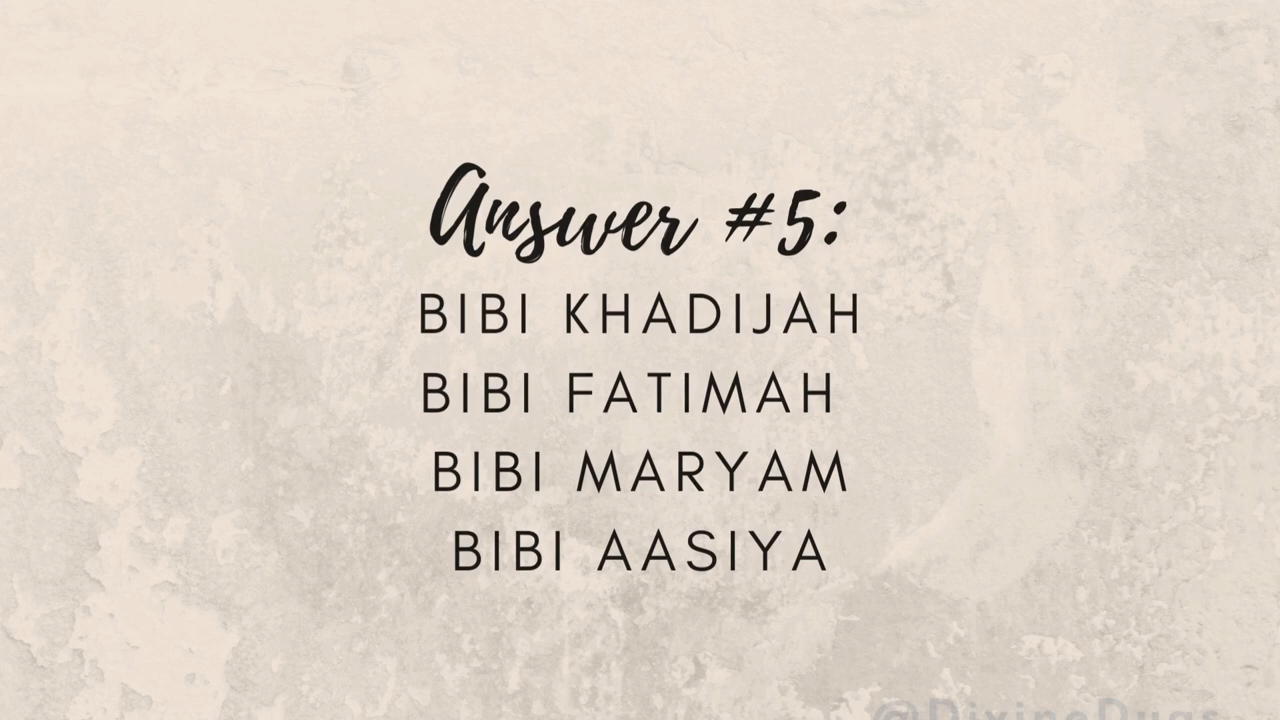 Answer #5:
BIBI KHADIJAH
BIBI FATIMAH
BIBI MARYAM
BIBI AASIYA